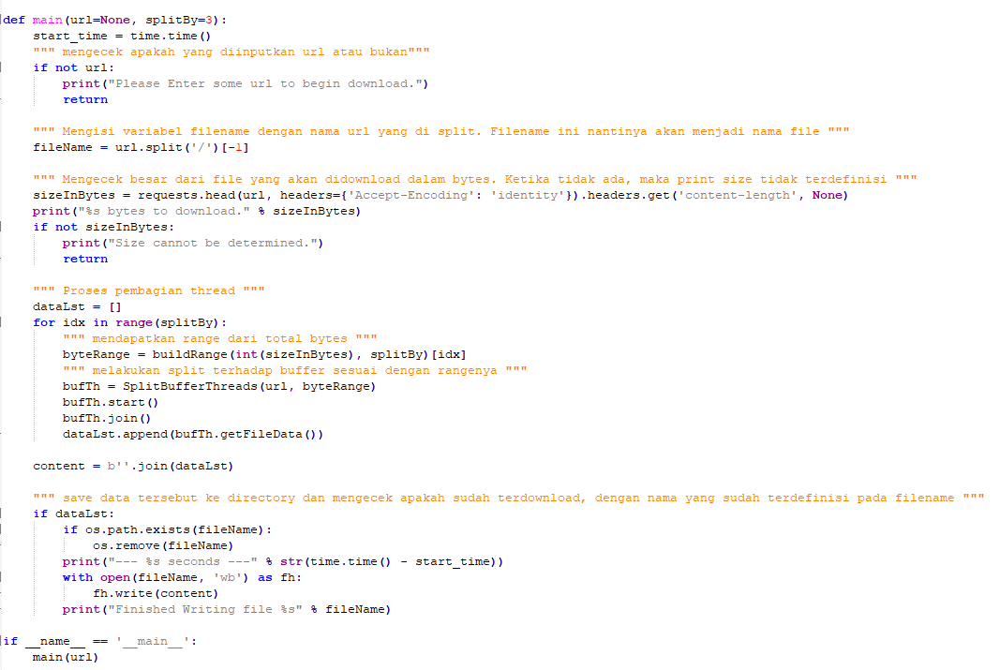 def main(url=None, splitBy=3):
    start_time = time.time()
    """ mengecek apakah yang diinputkan url atau bukan"""
    if not url:
        print("Please Enter some url to begin download.")
        return

    """ Mengisi variabel filename dengan nama url yang di split. Filename ini nantinya akan menjadi nama file """
    fileName = url.split('/')[-1]

    """ Mengecek besar dari file yang akan didownload dalam bytes. Ketika tidak ada, maka print size tidak terdefinisi """
    sizeInBytes = requests.head(url, headers={'Accept-Encoding': 'identity'}).headers.get('content-length', None)
    print("%s bytes to download." % sizeInBytes)
    if not sizeInBytes:
        print("Size cannot be determined.")
        return

    """ Proses pembagian thread """
    dataLst = []
    for idx in range(splitBy):
        """ mendapatkan range dari total bytes """
        byteRange = buildRange(int(sizeInBytes), splitBy)[idx]
        """ melakukan split terhadap buffer sesuai dengan rangenya """
        bufTh = SplitBufferThreads(url, byteRange)
        bufTh.start()
        bufTh.join()
        dataLst.append(bufTh.getFileData())

    content = b''.join(dataLst)

    """ save data tersebut ke directory dan mengecek apakah sudah terdownload, dengan nama yang sudah terdefinisi pada filename """
    if dataLst:
        if os.path.exists(fileName):
            os.remove(fileName)
        print("--- %s seconds ---" % str(time.time() - start_time))
        with open(fileName, 'wb') as fh:
            fh.write(content)
        print("Finished Writing file %s" % fileName)

if __name__ == '__main__':
    main(url)